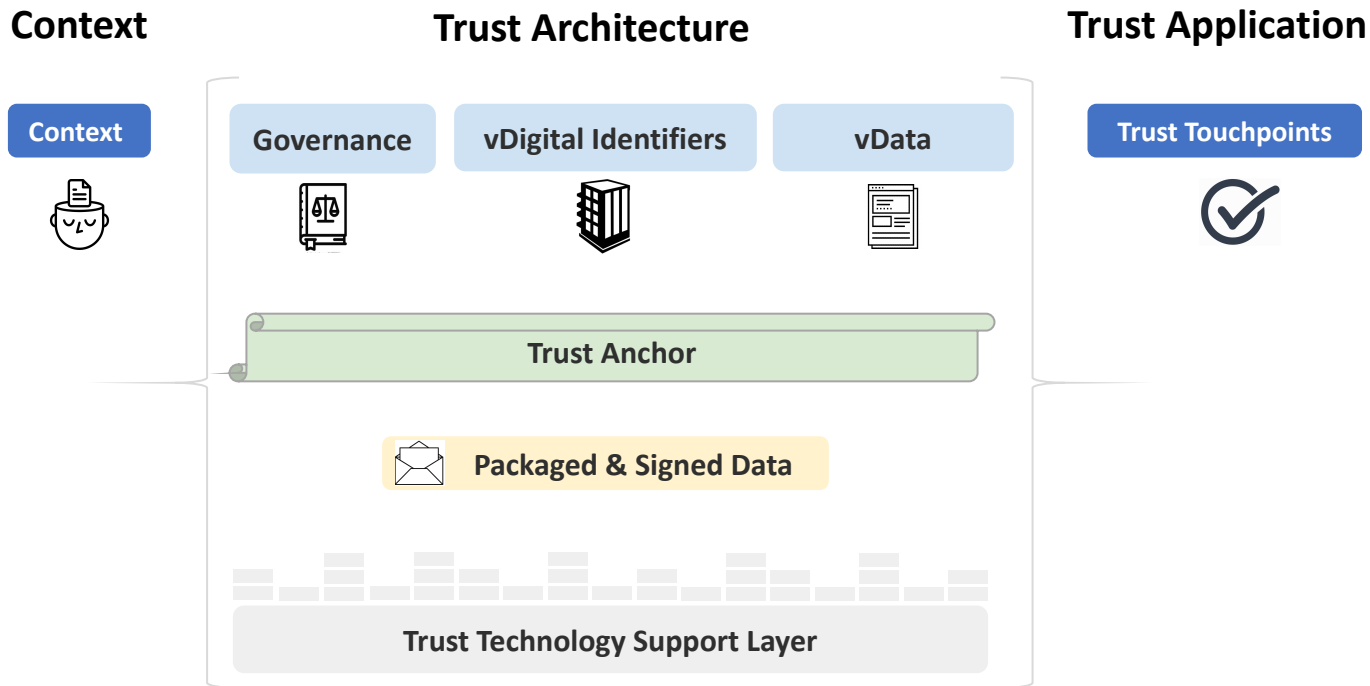 Context
Trust Architecture
Trust Application
Context
Governance
vDigital Identifiers
vData
Trust Touchpoints
Trust Anchor
Packaged & Signed Data
Trust Technology Support Layer